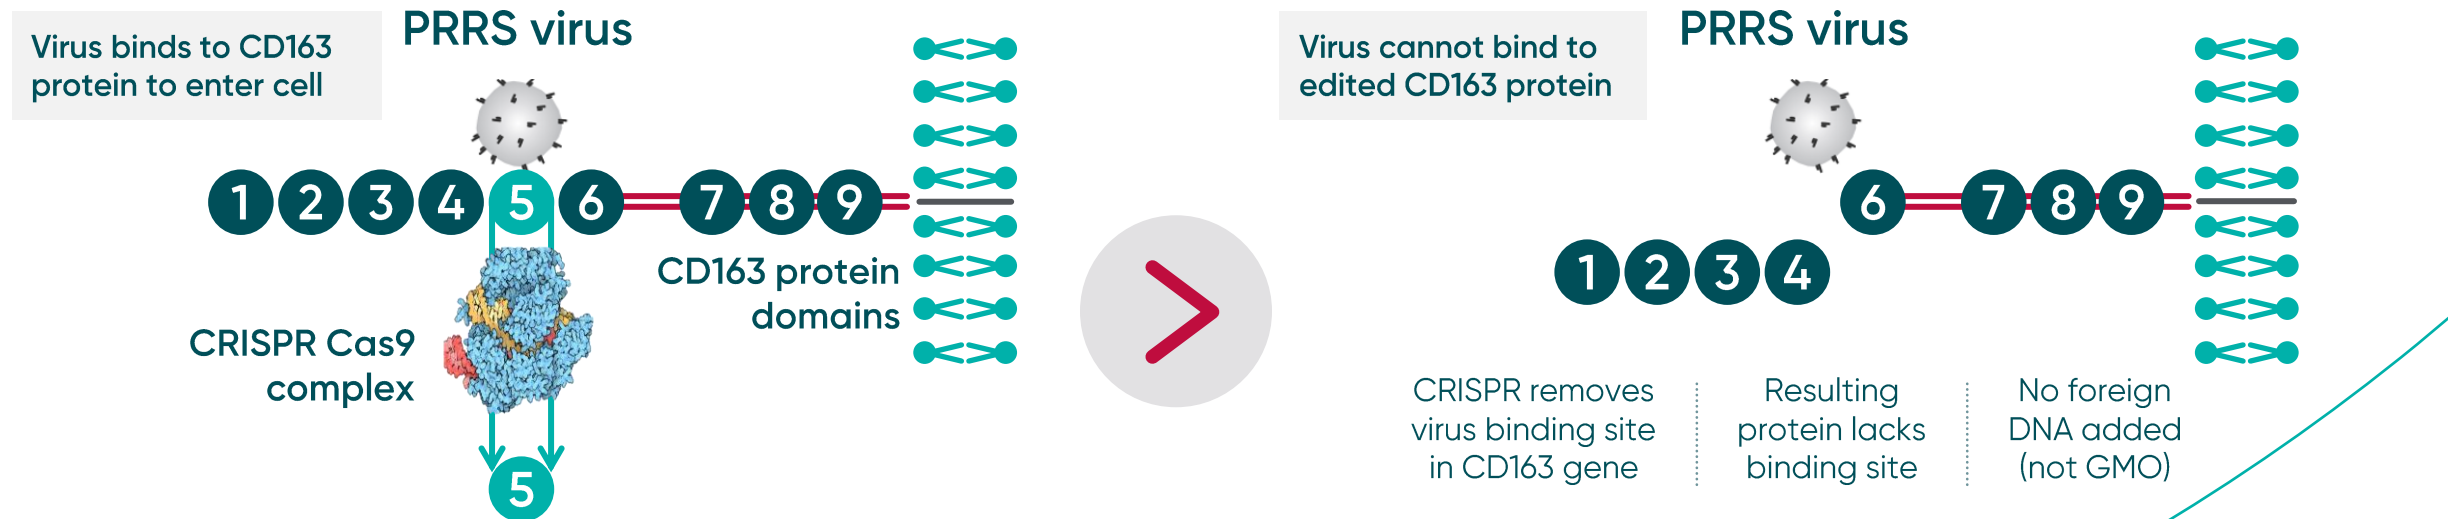 Virus binds to CD163
protein to enter cell
PRRS virus
1 2 3 4 5 6 7 8 9
CD163 protein
domains
CRISPR Cas9
complex
5
Virus cannot bind to
edited CD163 protein
PRRS virus
6 7 8 9
1 2 3 4
CRISPR removes
virus binding site
in CD163 gene
Resulting
protein lacks
binding site
No foreign
DNA added
(not GMO)